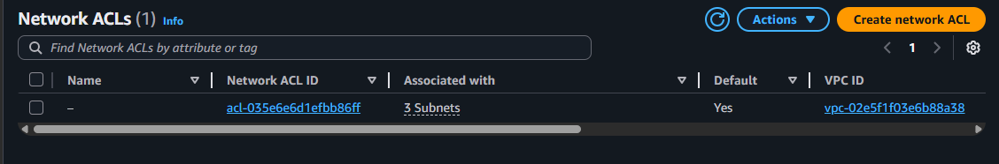 Network ACLs (1) Info
Actions
Create network ACL
Find Network ACLs by attribute or tag
1
Name Network ACL ID Associated with Default VPC ID
– acl-035e6e6d1efbb86ff 3 Subnets Yes vpc-02e5f1f03e6b88a38